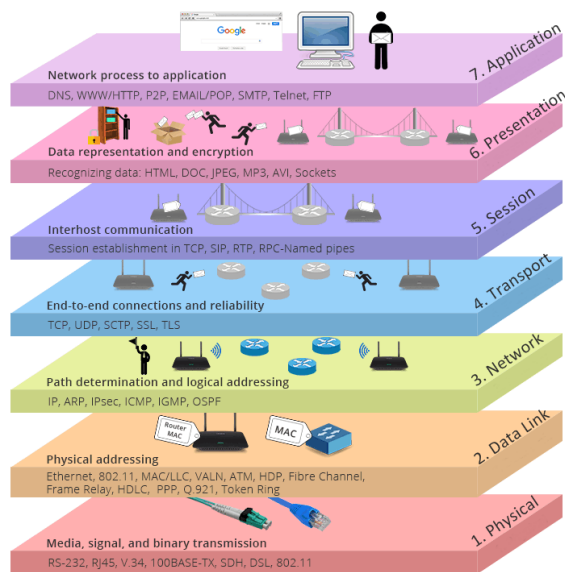 Google
Network process to application
DNS, WWW/HTTP, P2P, EMAIL/POP, SMTP, Telnet, FTP
7. Application
Data representation and encryption
Recognizing data: HTML, DOC, JPEG, MP3, AVI, Sockets
6. Presentation
Interhost communication
Session establishment in TCP, SIP, RTP, RPC-Named pipes
5. Session
End-to-end connections and reliability
TCP, UDP, SCTP, SSL, TLS
4. Transport
Path determination and logical addressing
IP, ARP, IPsec, ICMP, IGMP, OSPF
3. Network
Router
MAC
MAC
Physical addressing
Ethernet, 802.11, MAC/LLC, VALN, ATM, HDP, Fibre Channel,
Frame Relay, HDLC, PPP, Q.921, Token Ring
2. Data Link
Media, signal, and binary transmission
RS-232, RJ45, V.34, 100BASE-TX, SDH, DSL, 802.11
1. Physical